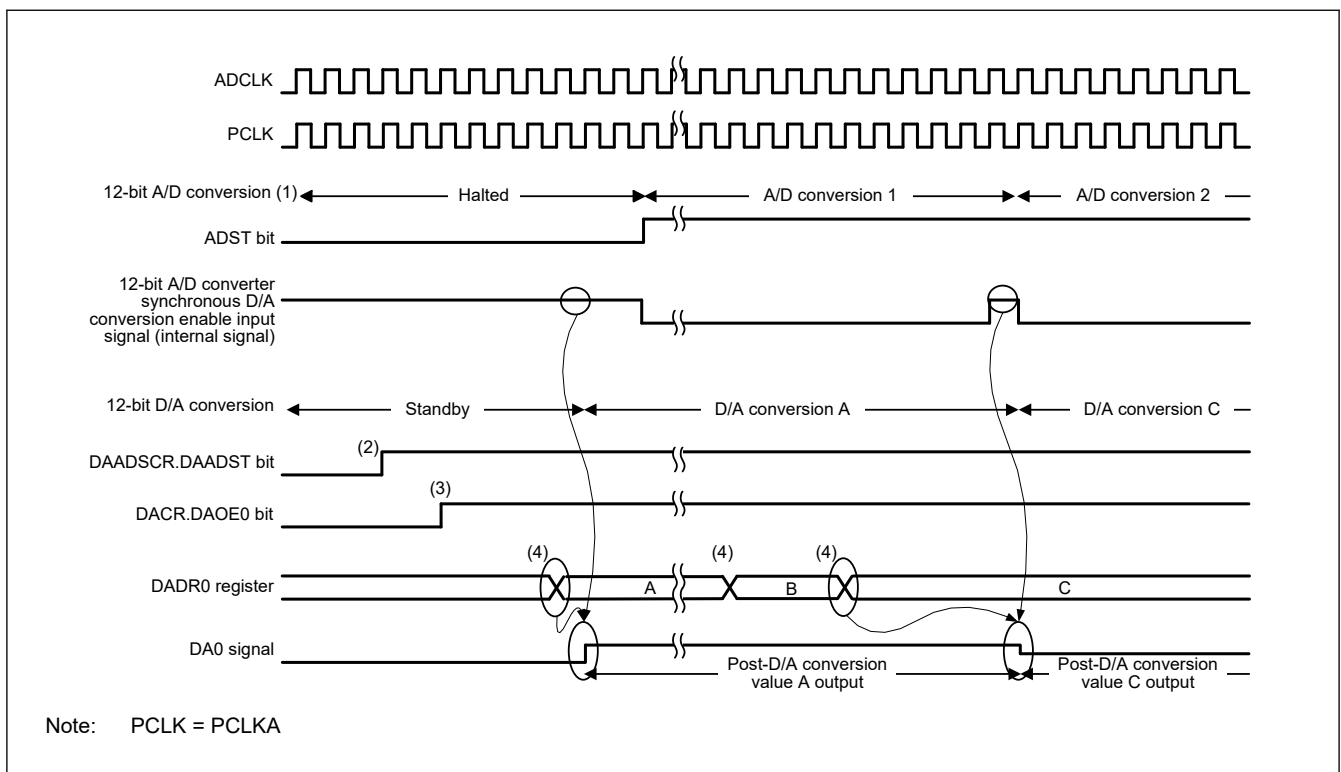 ADCLK
PCLK
12-bit A/D conversion (1)
Halted
A/D conversion 1
A/D conversion 2
ADST bit
12-bit A/D converter
synchronous D/A
conversion enable input
signal (internal signal)
12-bit D/A conversion
Standby
D/A conversion A
D/A conversion C
DAADSCR.DAADST bit
(2)
DACR.DAOE0 bit
(3)
DADR0 register
(4)
(4)
(4)
A
B
C
DA0 signal
Post-D/A conversion
value A output
Post-D/A conversion
value C output
Note: PCLK = PCLKA